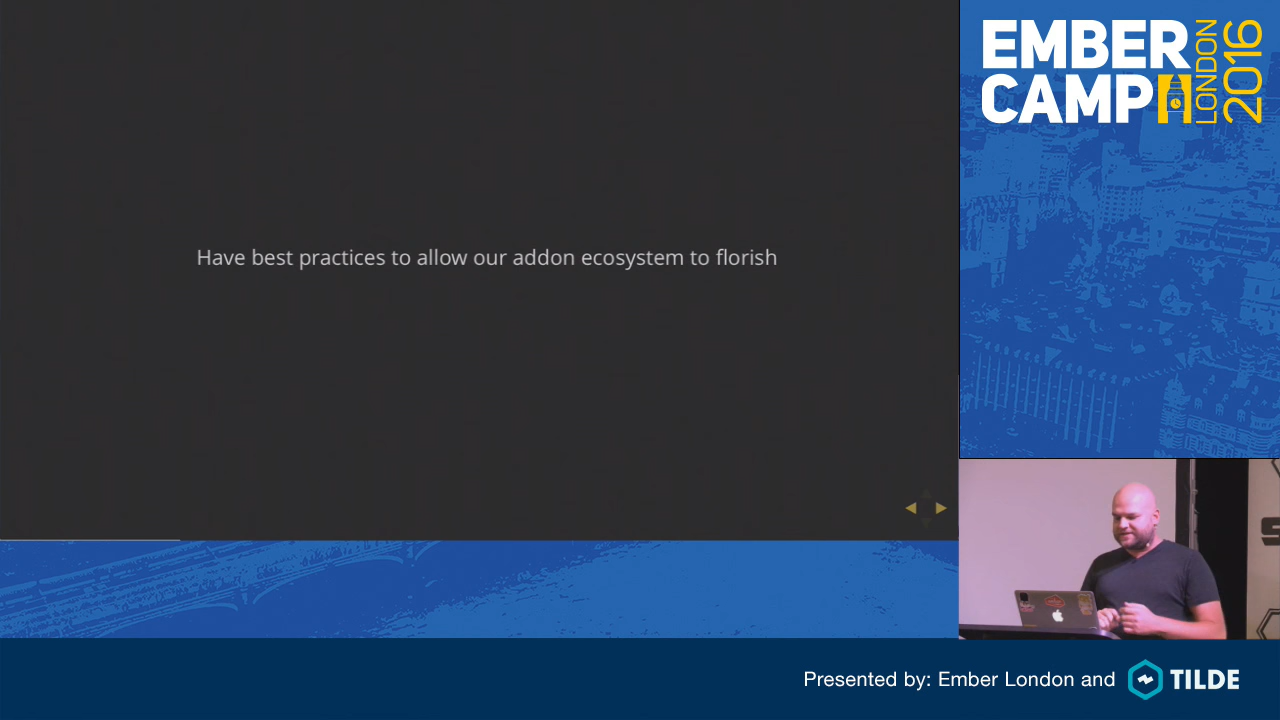 Have best practices to allow our addon ecosystem to florish
EMBER
CAMP
LONDON
2016
Presented by: Ember London and TILDE